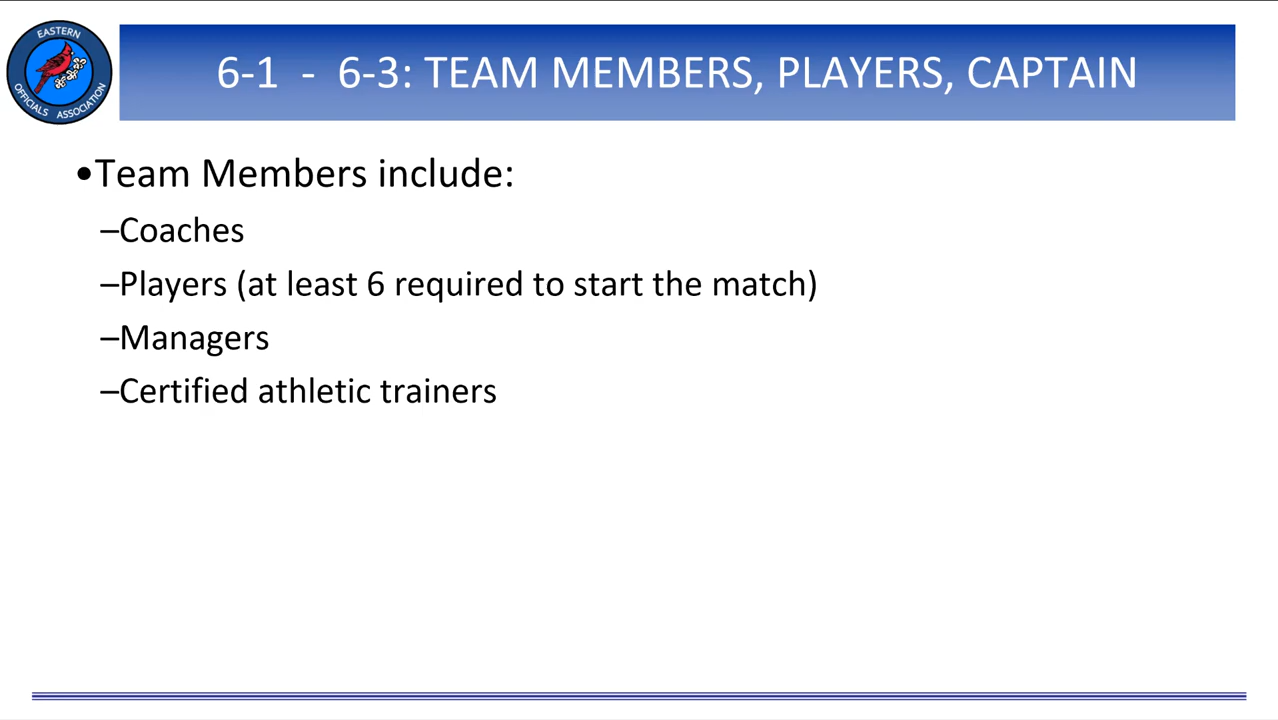 EASTERN
OFFICIALS ASSOCIATION
6-1 - 6-3: TEAM MEMBERS, PLAYERS, CAPTAIN
•Team Members include:
–Coaches
–Players (at least 6 required to start the match)
–Managers
–Certified athletic trainers